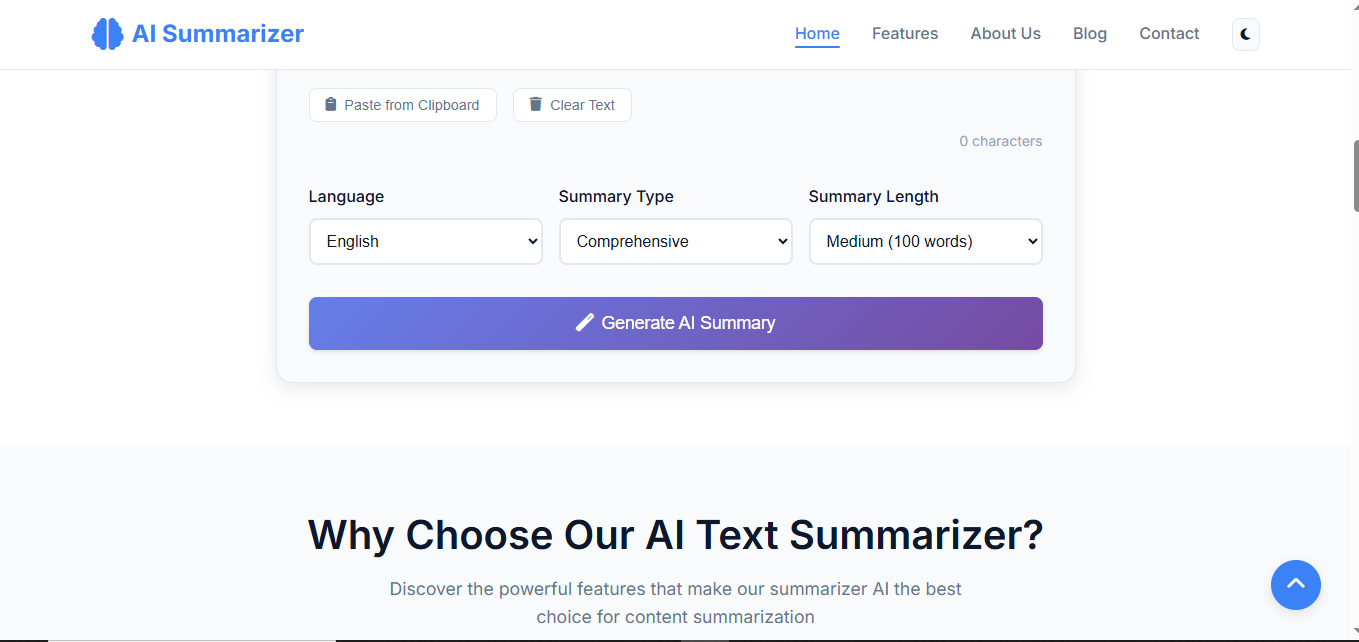 AI Summarizer
Home Features About Us Blog Contact
Paste from Clipboard Clear Text
0 characters
Language Summary Type Summary Length
English Comprehensive Medium (100 words)
Generate AI Summary
Why Choose Our AI Text Summarizer?
Discover the powerful features that make our summarizer AI the best
choice for content summarization